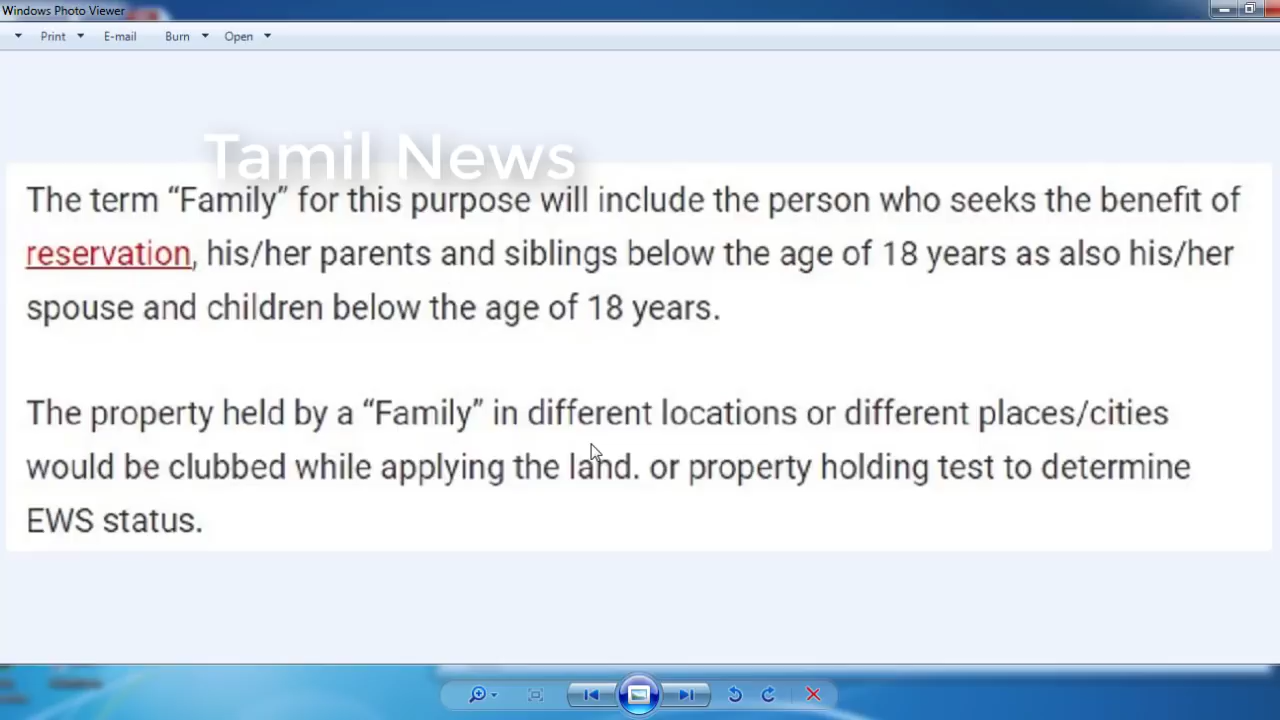 Windows Photo Viewer
Print E-mail Burn Open
Tamil News
The term “Family” for this purpose will include the person who seeks the benefit of
reservation, his/her parents and siblings below the age of 18 years as also his/her
spouse and children below the age of 18 years.
The property held by a “Family” in different locations or different places/cities
would be clubbed while applying the land. or property holding test to determine
EWS status.